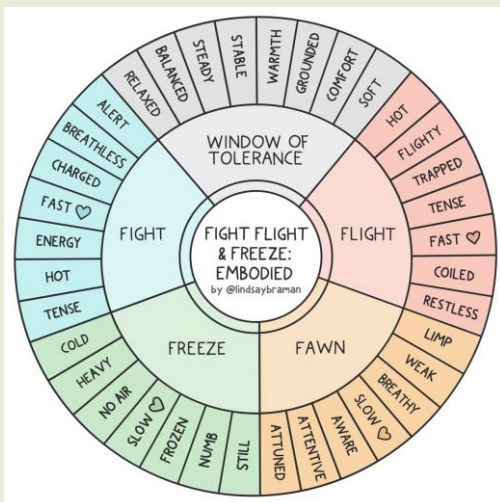 FIGHT FLIGHT
& FREEZE:
EMBODIED
by @lindsaybraman
WINDOW OF
TOLERANCE
RELAXED
BALANCED
STEADY
STABLE
WARMTH
GROUNDED
COMFORT
SOFT
FLIGHT
HOT
FLIGHTY
TRAPPED
TENSE
FAST ♡
COILED
RESTLESS
FAWN
LIMP
WEAK
BREATHY
SLOW ♡
AWARE
ATTENTIVE
ATTUNED
FREEZE
STILL
NUMB
FROZEN
SLOW ♡
NO AIR
HEAVY
COLD
FIGHT
TENSE
HOT
ENERGY
FAST ♡
CHARGED
BREATHLESS
ALERT